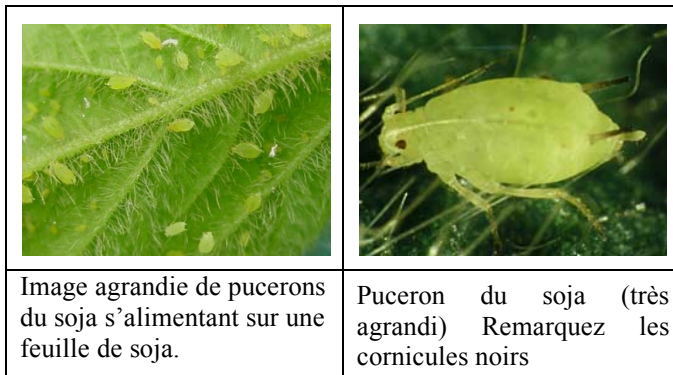 Image agrandie de pucerons
du soja s’alimentant sur une
feuille de soja.
Puceron du soja (très
agrandi) Remarquez les
cornicules noirs